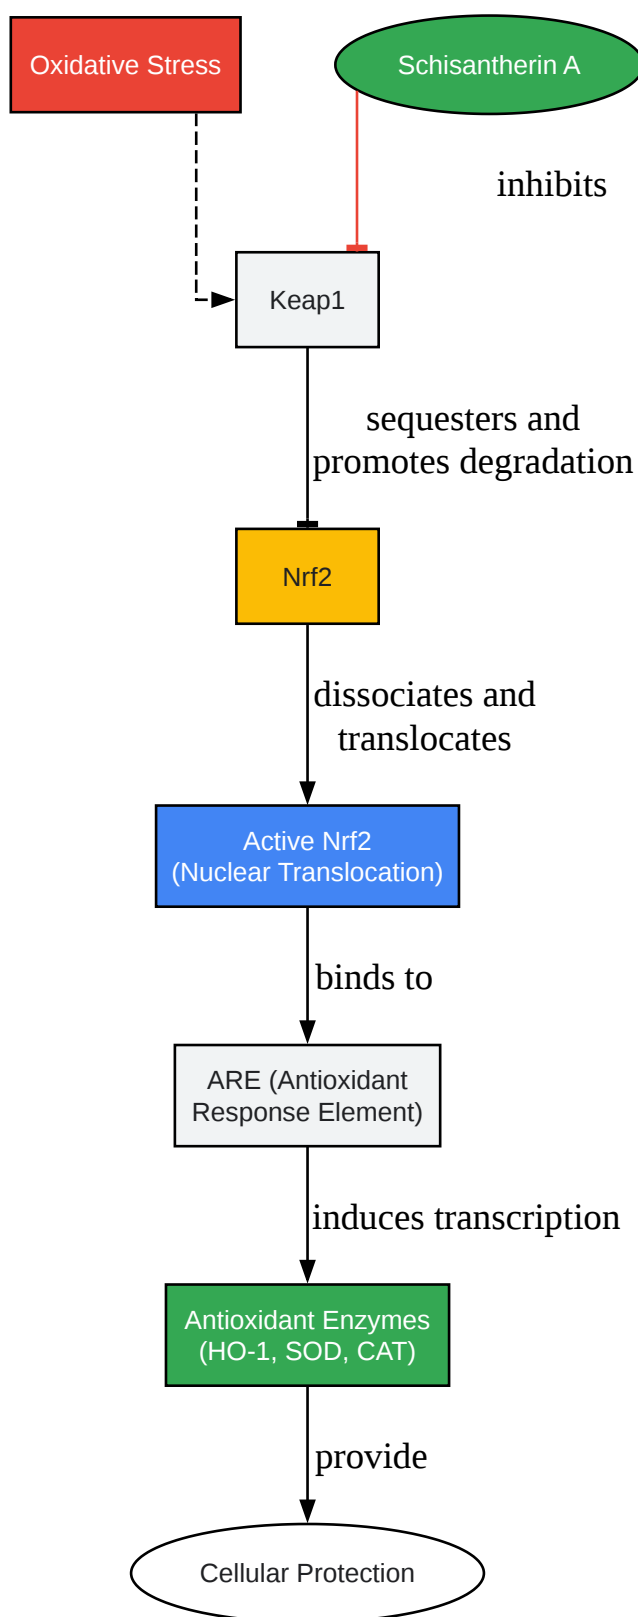 Oxidative Stress
Schisantherin A
inhibits
Keap1
sequesters and
promotes degradation
Nrf2
dissociates and
translocates
Active Nrf2
(Nuclear Translocation)
binds to
ARE (Antioxidant
Response Element)
induces transcription
Antioxidant Enzymes
(HO-1, SOD, CAT)
provide
Cellular Protection